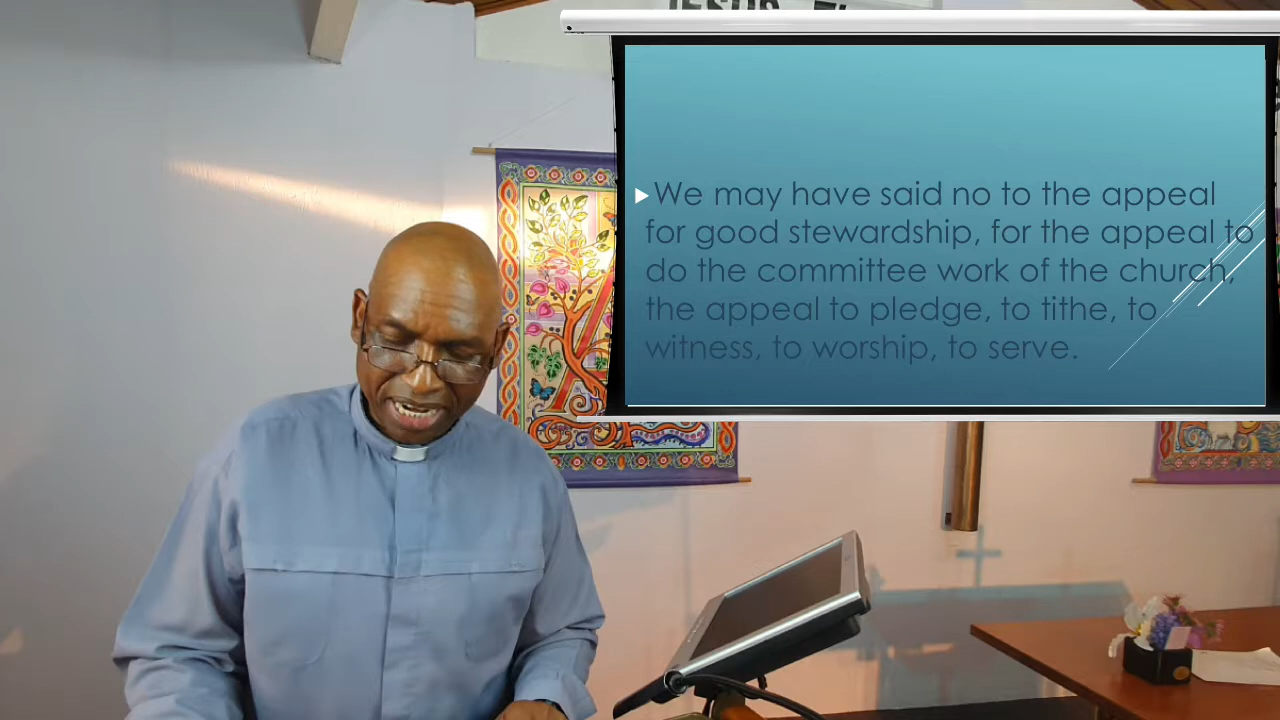 JESUS
We may have said no to the appeal
for good stewardship, for the appeal to
do the committee work of the church,
the appeal to pledge, to tithe, to
witness, to worship, to serve.